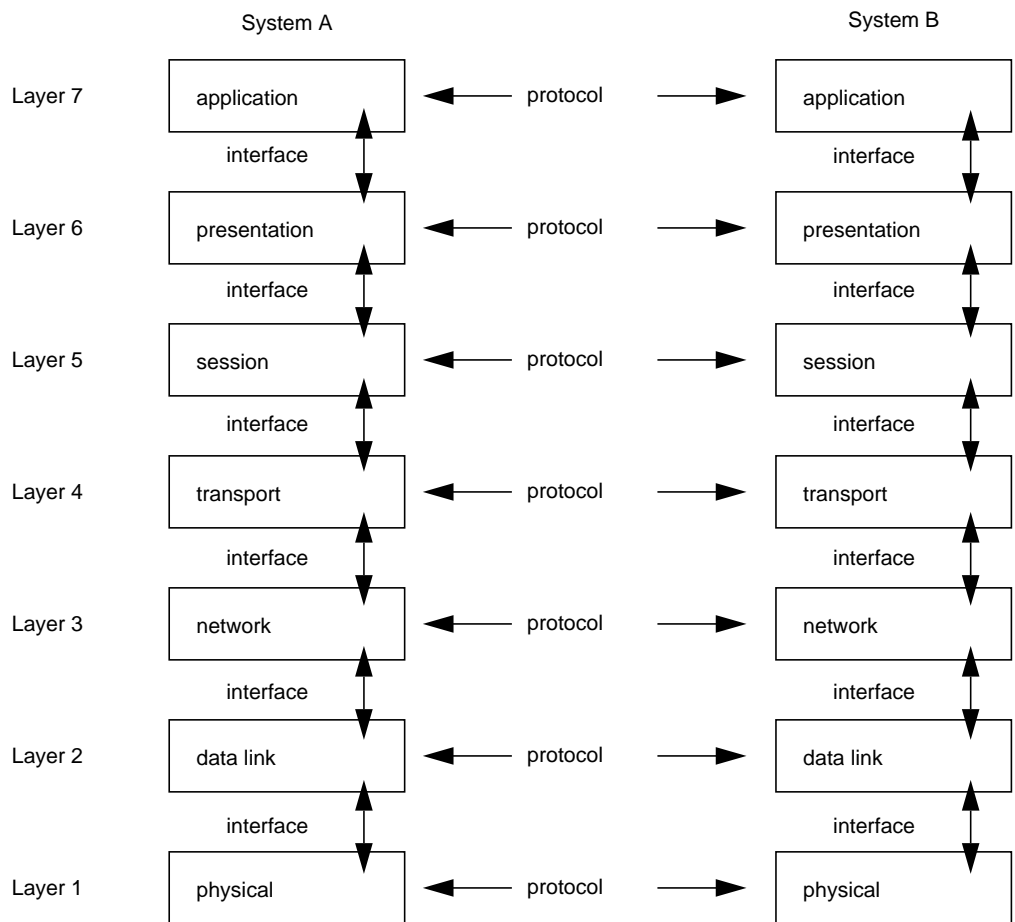 System A
System B
Layer 7
application
protocol
application
interface
interface
Layer 6
presentation
protocol
presentation
interface
interface
Layer 5
session
protocol
session
interface
interface
Layer 4
transport
protocol
transport
interface
interface
Layer 3
network
protocol
network
interface
interface
Layer 2
data link
protocol
data link
interface
interface
Layer 1
physical
protocol
physical